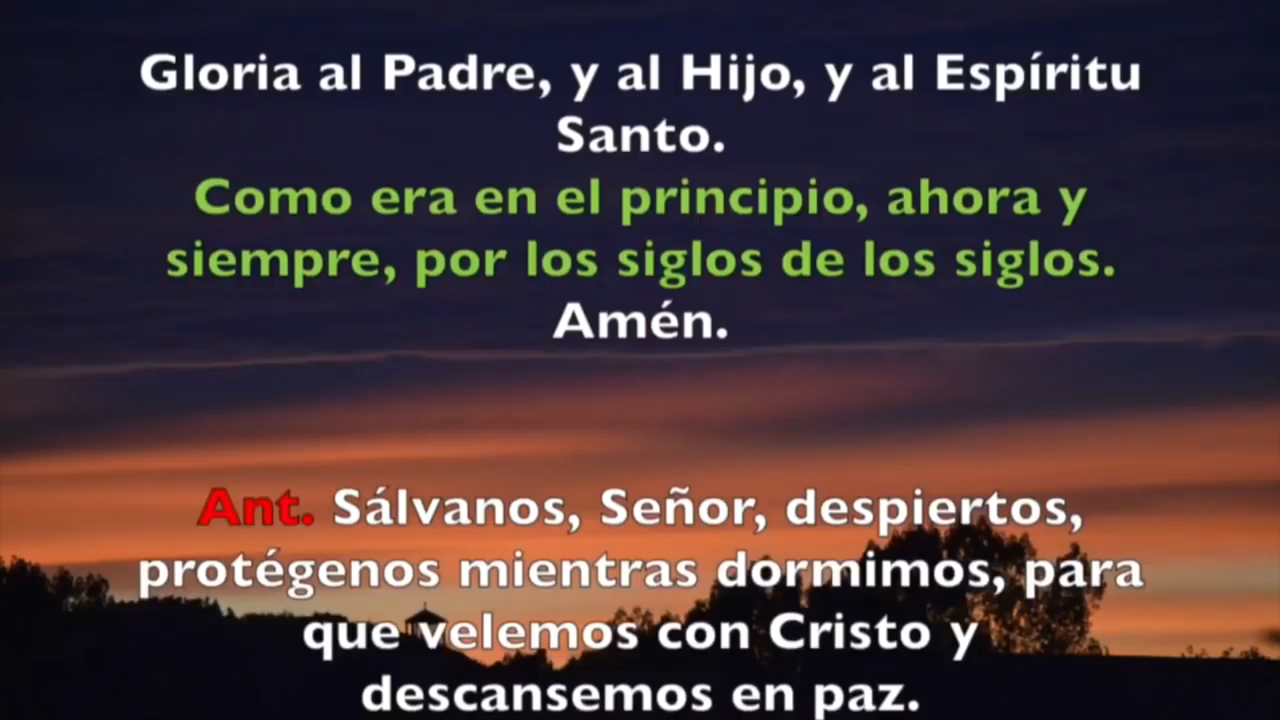 Gloria al Padre, y al Hijo, y al Espíritu
Santo.
Como era en el principio, ahora y
siempre, por los siglos de los siglos.
Amén.
Ant. Sálvanos, Señor, despiertos,
protégenos mientras dormimos, para
que velemos con Cristo y
descansemos en paz.